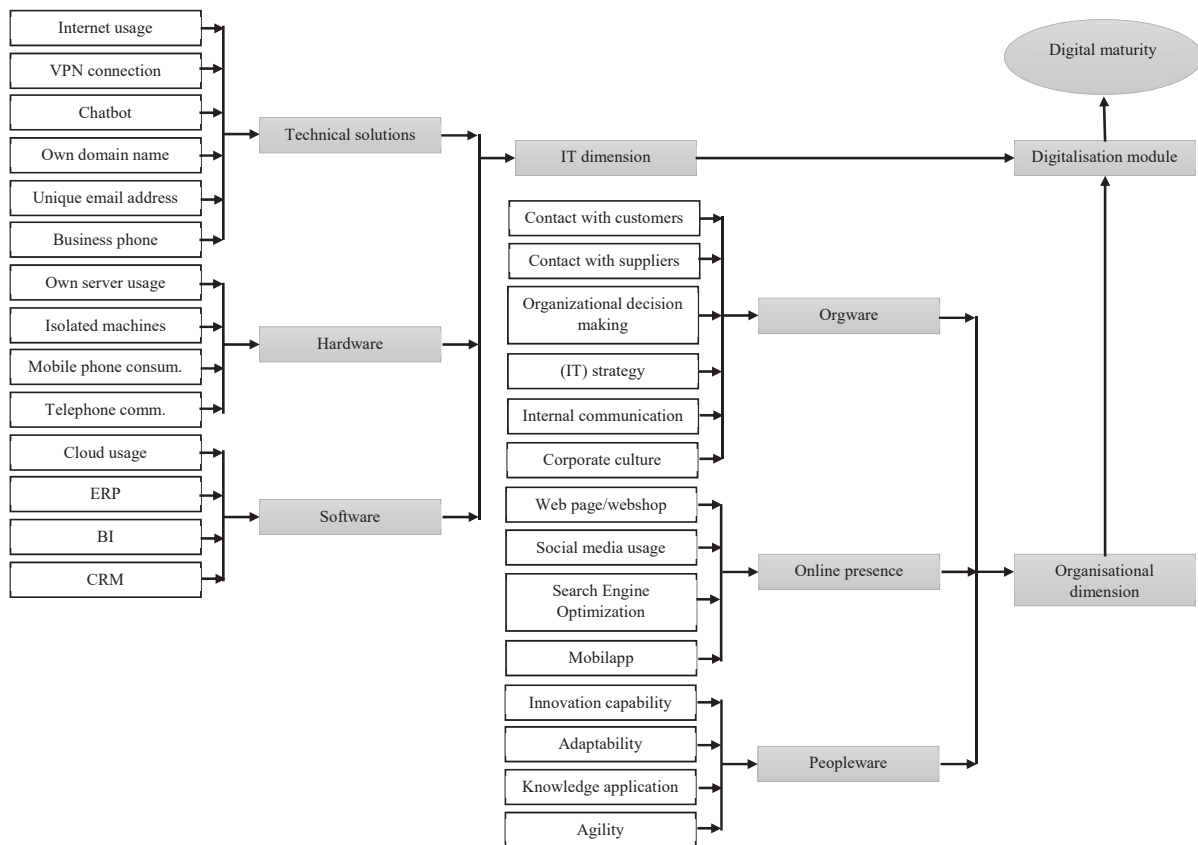 Internet usage
VPN connection
Chatbot
Own domain name
Unique email address
Business phone
Own server usage
Isolated machines
Mobile phone consum.
Telephone comm.
Cloud usage
ERP
BI
CRM
Technical solutions
Hardware
Software
IT dimension
Contact with customers
Contact with suppliers
Organizational decision
making
(IT) strategy
Internal communication
Corporate culture
Web page/webshop
Social media usage
Search Engine
Optimization
Mobilapp
Innovation capability
Adaptability
Knowledge application
Agility
Orgware
Online presence
Peopleware
Digital maturity
Digitalisation module
Organisational
dimension